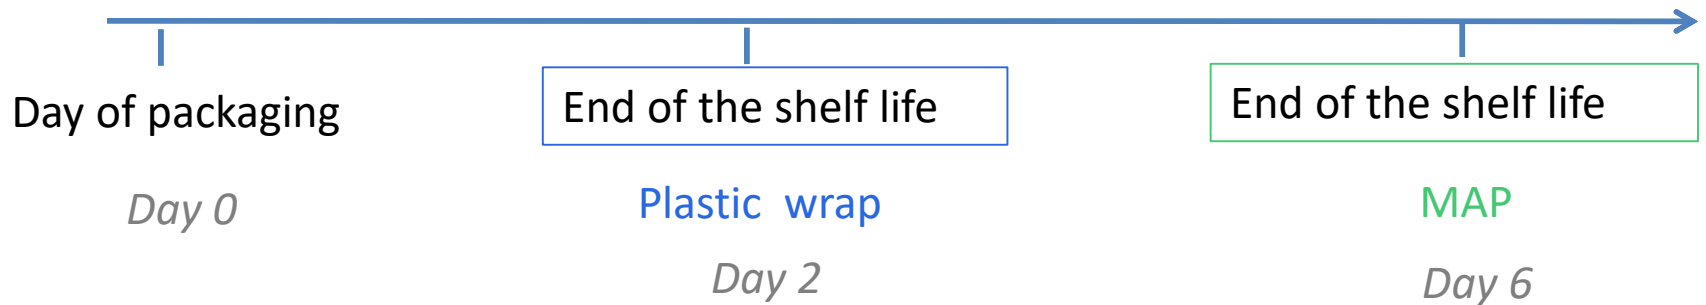 Day of packaging
Day 0
End of the shelf life
Plastic wrap
Day 2
End of the shelf life
MAP
Day 6